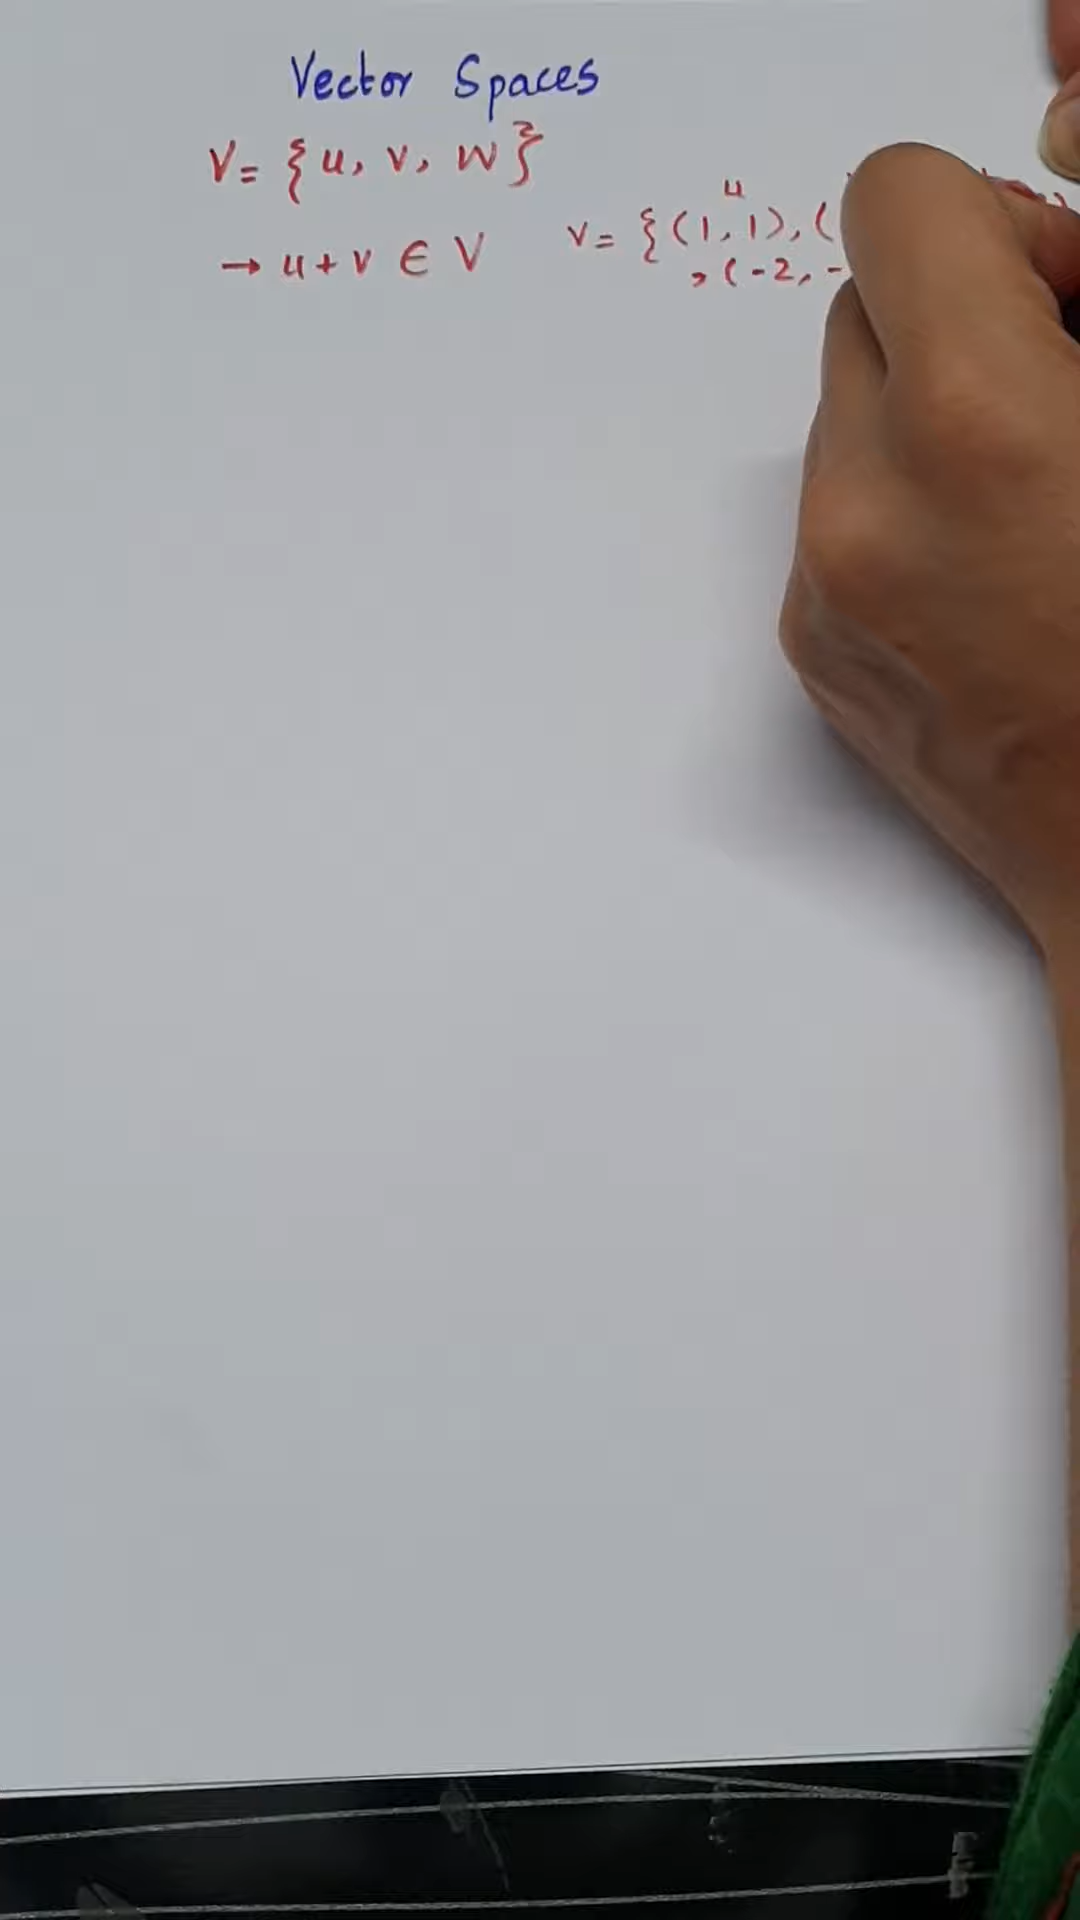 Vector Spaces
V= {u, v, w}
→ u+v ∈ V
u
V= {(1,1),(
,(-2,-